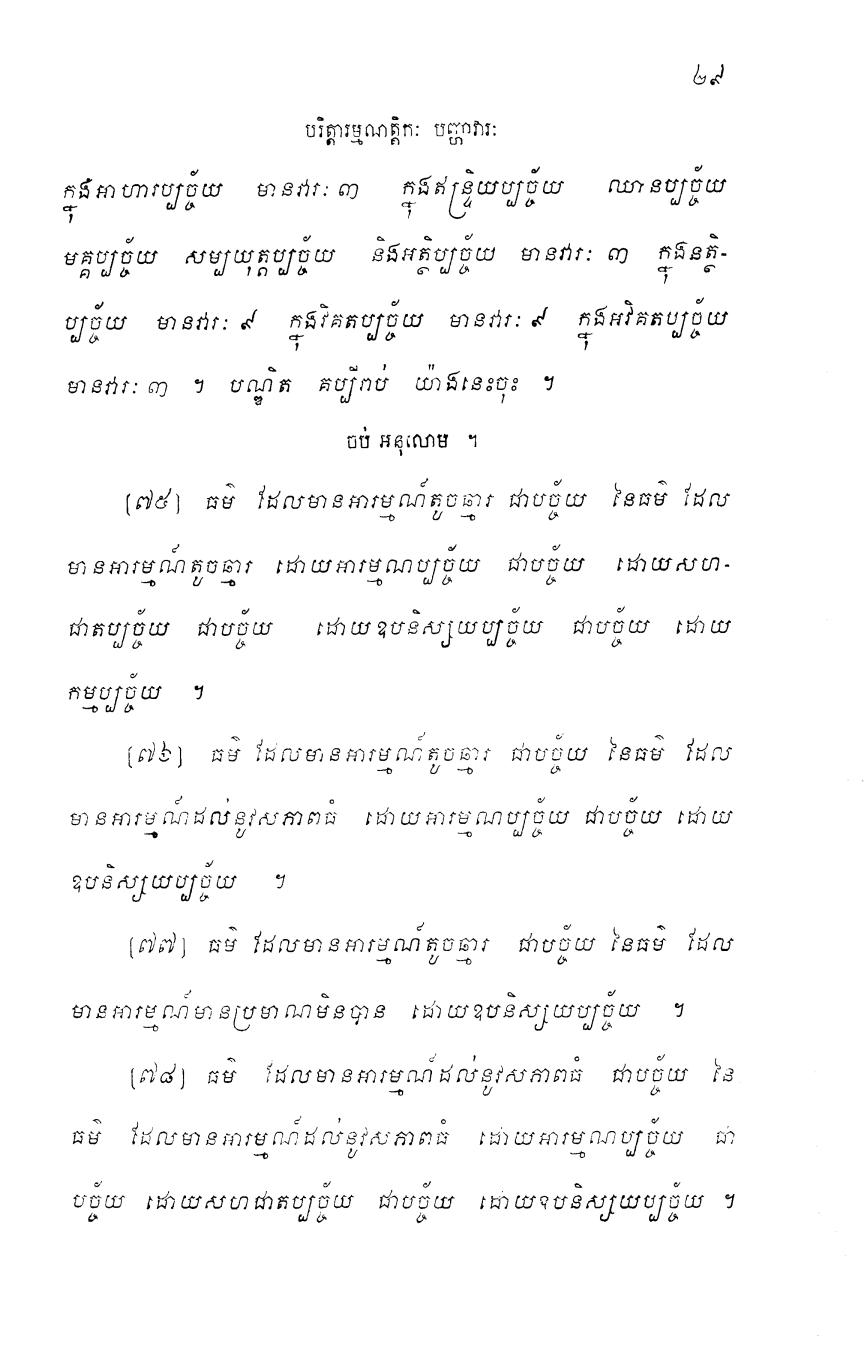 ២៩
បរិត្តារម្មណត្តិកៈ បញ្ហាវារៈ
ក្នុងអាហារប្បច្ច័យ មានវារៈ ៣ ក្នុងឥន្ទ្រិយប្បច្ច័យ ឈានប្បច្ច័យ
មគ្គប្បច្ច័យ សម្បយុត្តប្បច្ច័យ និងអត្ថិប្បច្ច័យ មានវារៈ ៣ ក្នុងនត្ថិ-
ប្បច្ច័យ មានវារៈ ៩ ក្នុងវិគតប្បច្ច័យ មានវារៈ ៩ ក្នុងអវិគតប្បច្ច័យ
មានវារៈ ៣ ។ បណ្ឌិត គប្បីរាប់ យ៉ាងនេះចុះ ។
ចប់ អនុលោម ។
[៧៥] ធម៌ ដែលមានអារម្មណ៍តូចឆ្មារ ជាបច្ច័យ នៃធម៌ ដែល
មានអារម្មណ៍តូចឆ្មារ ដោយអារម្មណប្បច្ច័យ ជាបច្ច័យ ដោយសហ-
ជាតប្បច្ច័យ ជាបច្ច័យ ដោយឧបនិស្សយប្បច្ច័យ ជាបច្ច័យ ដោយ
កម្មប្បច្ច័យ ។
[៧៦] ធម៌ ដែលមានអារម្មណ៍តូចឆ្មារ ជាបច្ច័យ នៃធម៌ ដែល
មានអារម្មណ៍ដល់នូវសភាពធំ ដោយអារម្មណប្បច្ច័យ ជាបច្ច័យ ដោយ
ឧបនិស្សយប្បច្ច័យ ។
[៧៧] ធម៌ ដែលមានអារម្មណ៍តូចឆ្មារ ជាបច្ច័យ នៃធម៌ ដែល
មានអារម្មណ៍មានប្រមាណមិនបាន ដោយឧបនិស្សយប្បច្ច័យ ។
[៧៨] ធម៌ ដែលមានអារម្មណ៍ដល់នូវសភាពធំ ជាបច្ច័យ នៃ
ធម៌ ដែលមានអារម្មណ៍ដល់នូវសភាពធំ ដោយអារម្មណប្បច្ច័យ ជា
បច្ច័យ ដោយសហជាតប្បច្ច័យ ជាបច្ច័យ ដោយឧបនិស្សយប្បច្ច័យ ។